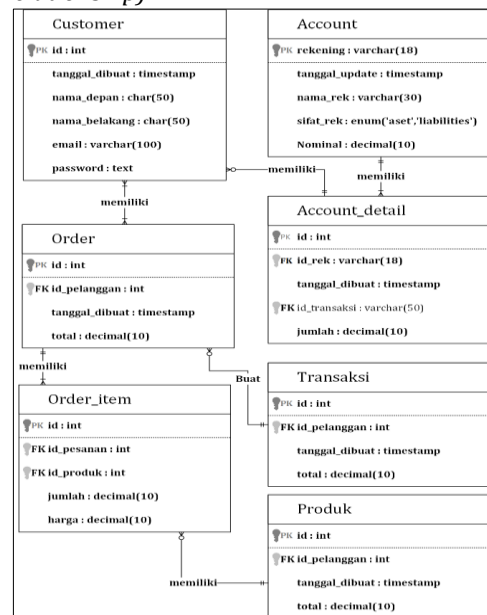 Customer
PK id : int
tanggal_dibuat : timestamp
nama_depan : char(50)
nama_belakang : char(50)
email : varchar(100)
password : text
Account
PK rekening : varchar(18)
tanggal_update : timestamp
nama_rek : varchar(30)
sifat_rek : enum('aset','liabilities')
Nominal : decimal(10)
memiliki
memiliki
memiliki
Order
PK id : int
FK id_pelanggan : int
tanggal_dibuat : timestamp
total : decimal(10)
Account_detail
PK id : int
FK id_rek : varchar(18)
tanggal_dibuat : timestamp
FK id_transaksi : varchar(50)
jumlah : decimal(10)
memiliki
Buat
Order_item
PK id : int
FK id_pesanan : int
FK id_produk : int
jumlah : decimal(10)
harga : decimal(10)
Transaksi
PK id : int
FK id_pelanggan : int
tanggal_dibuat : timestamp
total : decimal(10)
memiliki
Produk
PK id : int
FK id_pelanggan : int
tanggal_dibuat : timestamp
total : decimal(10)